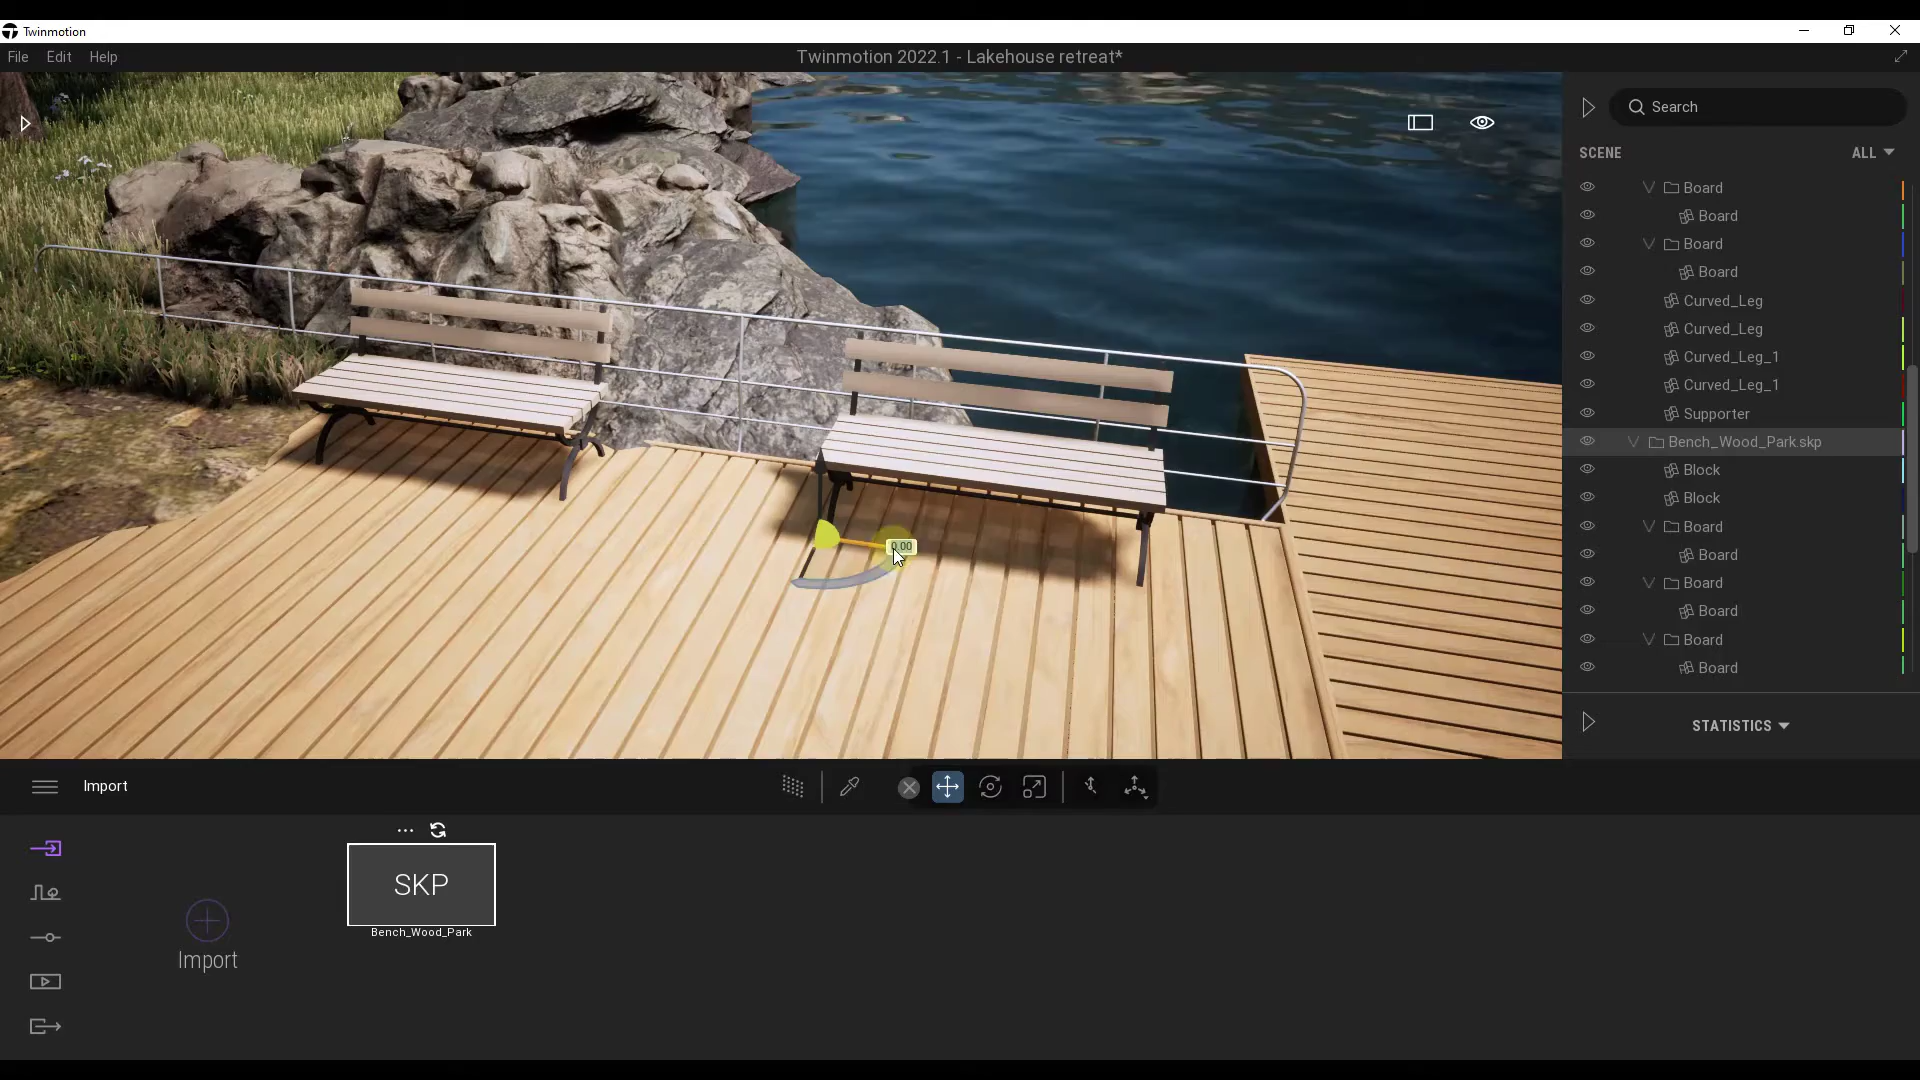 Twinmotion
File Edit Help
Twinmotion 2022.1 - Lakehouse retreat*
Search
SCENE
ALL
Board
Board
Board
Board
Curved_Leg
Curved_Leg
Curved_Leg_1
Curved_Leg_1
Supporter
Bench_Wood_Park.skp
Block
Block
Board
Board
Board
Board
Board
Board
0.00
STATISTICS
Import
SKP
Bench_Wood_Park
Import